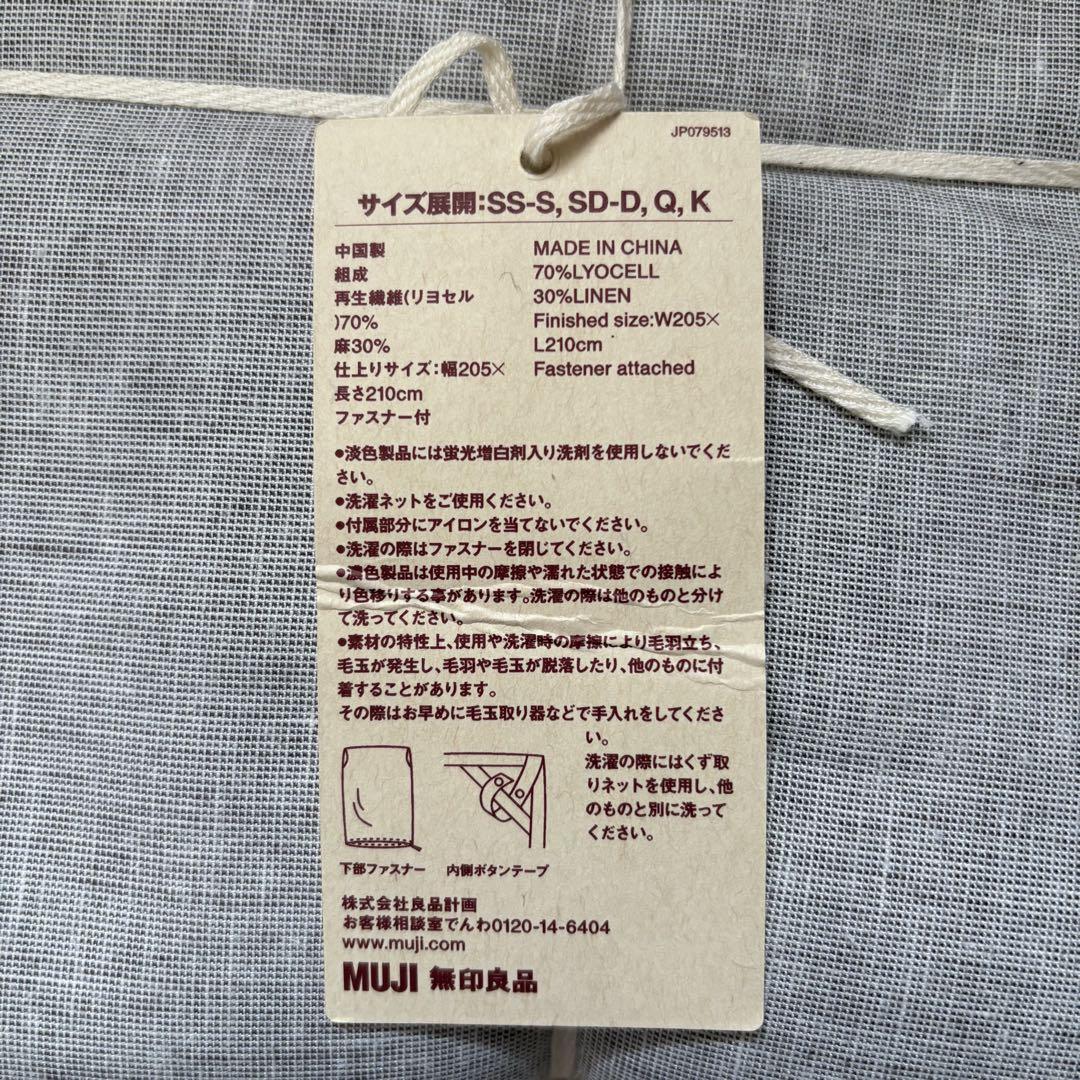 JP079513
サイズ展開:SS-S, SD-D, Q, K
中国製
組成
再生繊維(リヨセル
)70%
麻30%
仕上りサイズ:幅205×
長さ210cm
ファスナー付
MADE IN CHINA
70%LYOCELL
30%LINEN
Finished size:W205×
L210cm
Fastener attached
●淡色製品には蛍光増白剤入り洗剤を使用しないでくだ
さい。
●洗濯ネットをご使用ください。
●付属部分にアイロンを当てないでください。
●洗濯の際はファスナーを閉じてください。
●濃色製品は使用中の摩擦や濡れた状態での接触によ
り色移りする事があります。洗濯の際は他のものと分け
て洗ってください。
●素材の特性上、使用や洗濯時の摩擦により毛羽立ち、
毛玉が発生し、毛羽や毛玉が脱落したり、他のものに付
着することがあります。
その際はお早めに毛玉取り器などで手入れをしてくださ
い。
洗濯の際にはくず取
りネットを使用し、他
のものと別に洗って
ください。
下部ファスナー
内側ボタンテープ
株式会社良品計画
お客様相談室でんわ0120-14-6404
www.muji.com
MUJI 無印良品